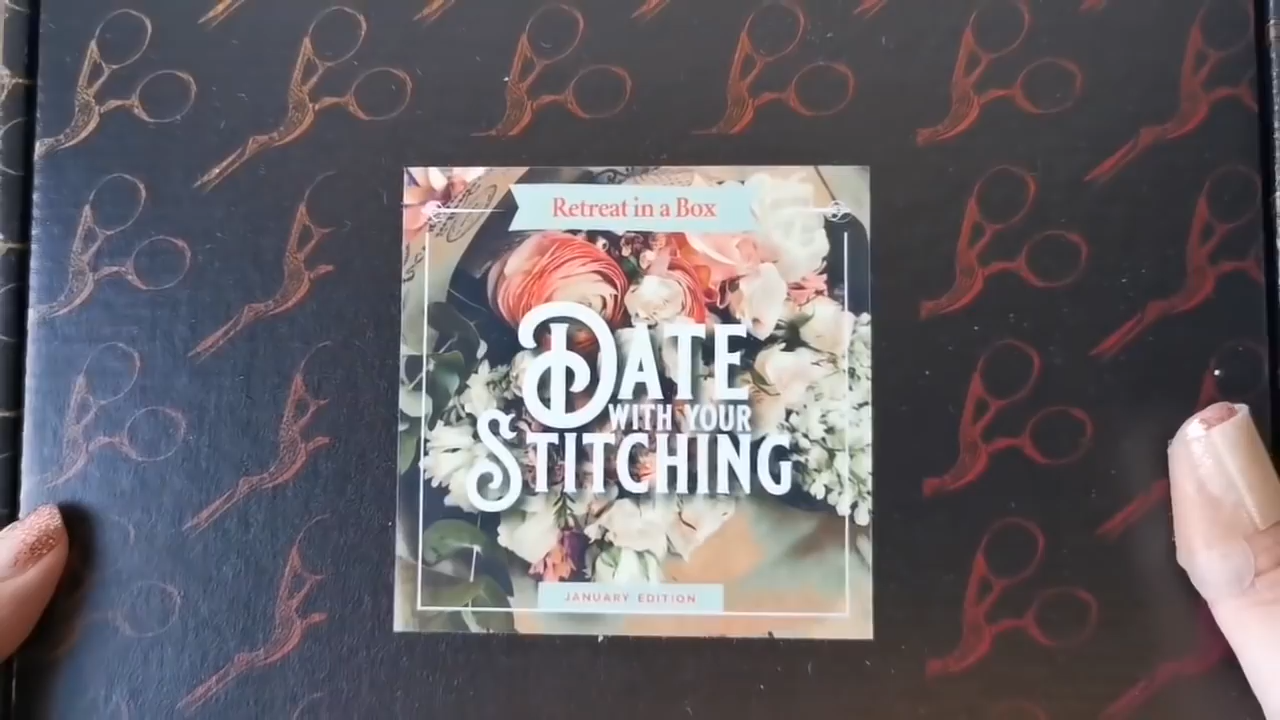 Retreat in a Box
DATE
WITH YOUR
STITCHING
JANUARY EDITION